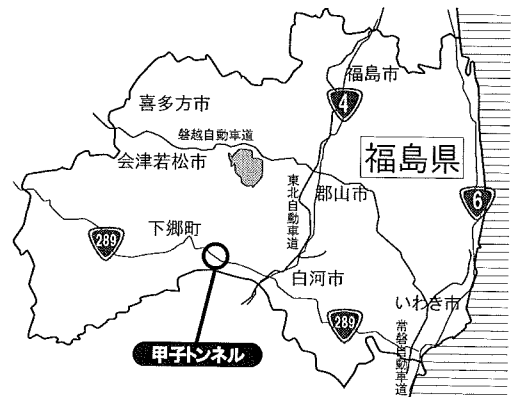 福島市
4
喜多方市
磐越自動車道
福島県
会津若松市
東北自動車道
郡山市
6
下郷町
289
白河市
いわき市
289
常磐自動車道
甲子トンネル